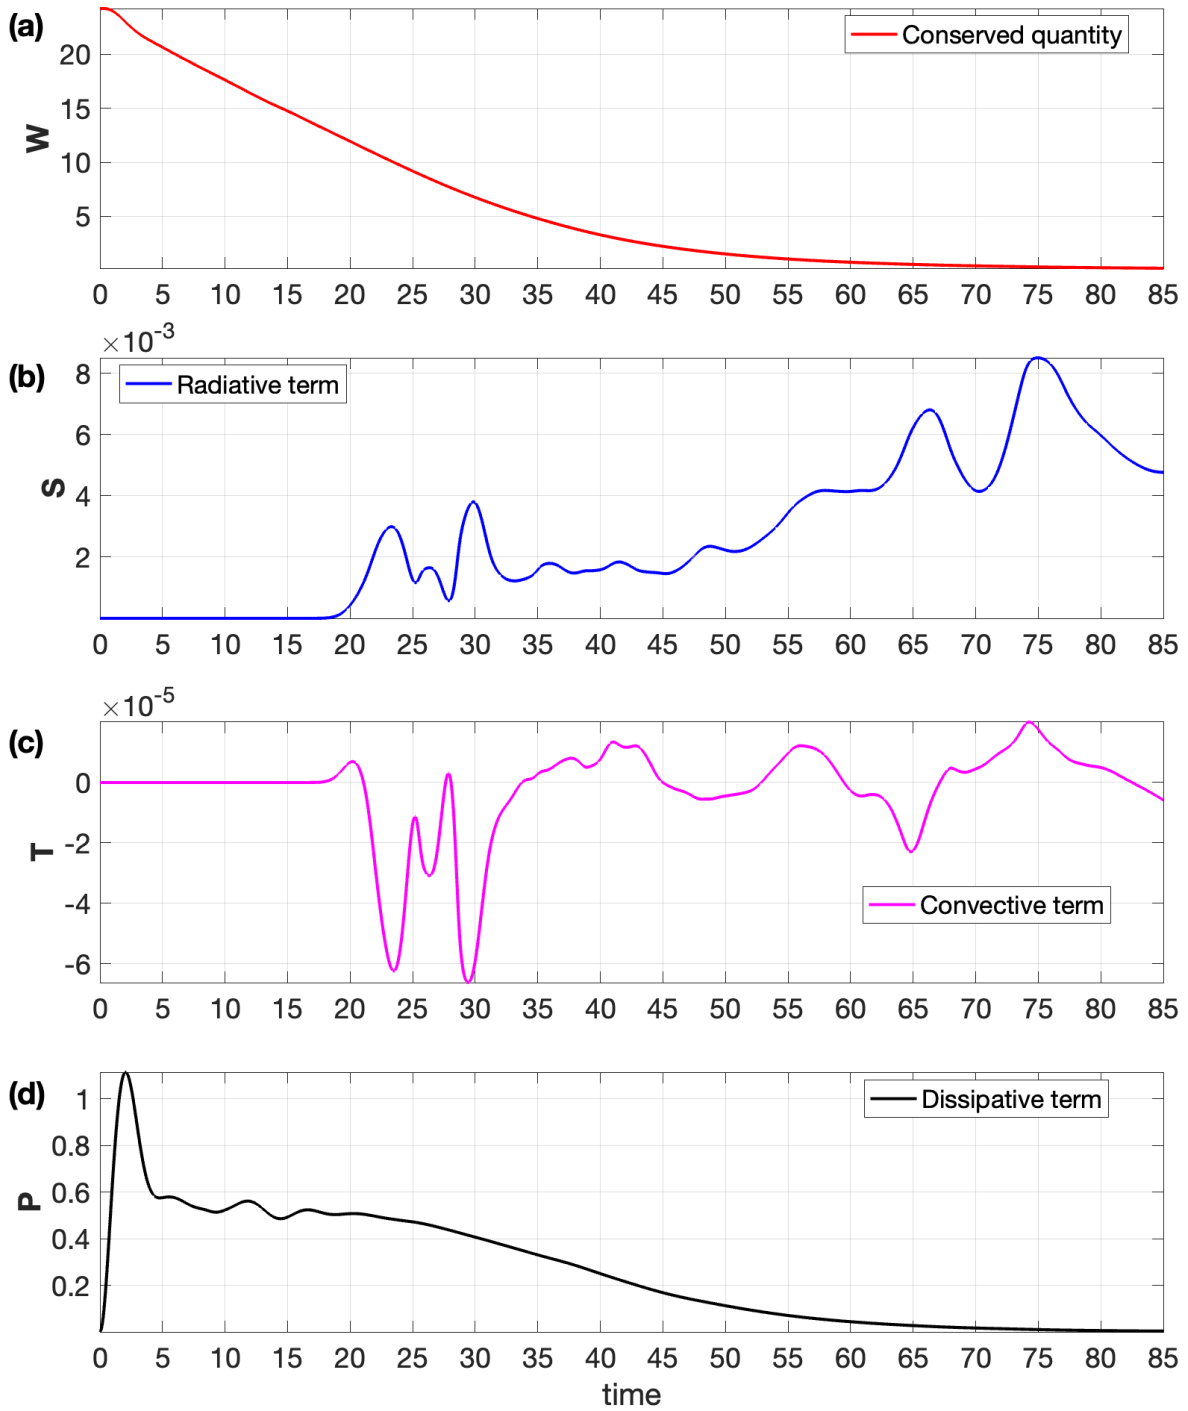 (a)
Conserved quantity
W
20
15
10
5
0 5 10 15 20 25 30 35 40 45 50 55 60 65 70 75 80 85
×10-3
(b)
Radiative term
S
8
6
4
2
0 5 10 15 20 25 30 35 40 45 50 55 60 65 70 75 80 85
×10-5
(c)
Convective term
T
0
-2
-4
-6
0 5 10 15 20 25 30 35 40 45 50 55 60 65 70 75 80 85
(d)
Dissipative term
P
1
0.8
0.6
0.4
0.2
0 5 10 15 20 25 30 35 40 45 50 55 60 65 70 75 80 85
time